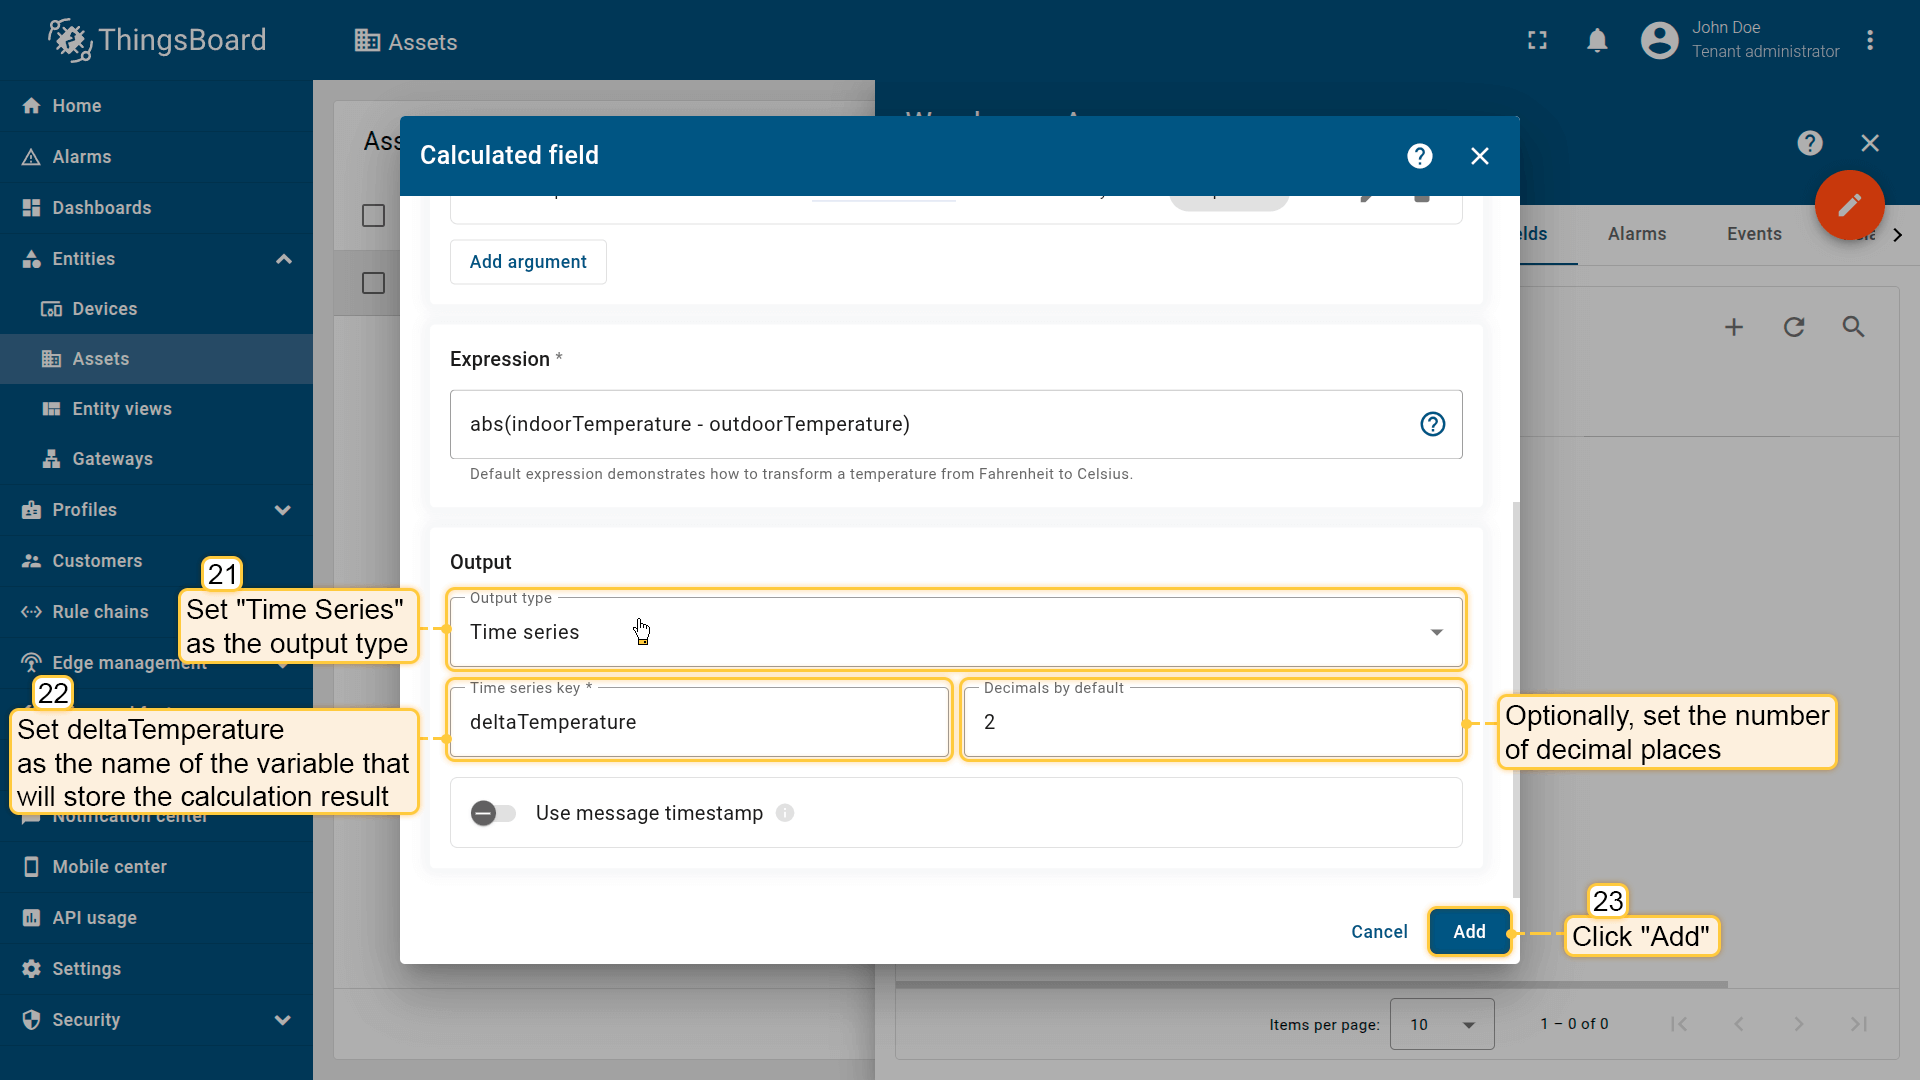 ThingsBoard
Assets
John Doe
Tenant administrator
Home
Alarms
Dashboards
Entities
Devices
Assets
Entity views
Gateways
Profiles
Customers
Rule chains
Edge management
Mobile center
API usage
Settings
Security
Calculated field
Alarms
Events
Add argument
Expression *
abs(indoorTemperature - outdoorTemperature)
Default expression demonstrates how to transform a temperature from Fahrenheit to Celsius.
Output
21
Set "Time Series"
as the output type
Output type
Time series
22
Set deltaTemperature
as the name of the variable that
will store the calculation result
Time series key *
deltaTemperature
Decimals by default
2
Optionally, set the number
of decimal places
Notification center
Use message timestamp
Cancel
Add
23
Click "Add"
Items per page:
10
1 – 0 of 0